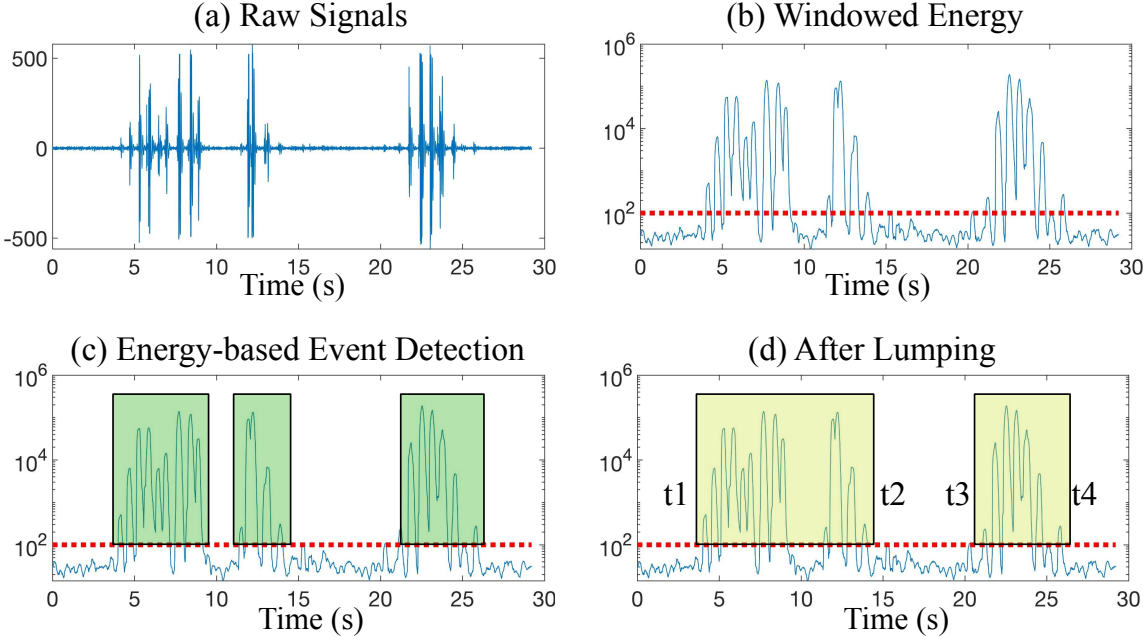 (a) Raw Signals
500
0
-500
0 5 10 15 20 25 30
Time (s)
(b) Windowed Energy
10^6
10^4
10^2
0 5 10 15 20 25 30
Time (s)
(c) Energy-based Event Detection
10^6
10^4
10^2
0 5 10 15 20 25 30
Time (s)
(d) After Lumping
10^6
10^4
t1 t2 t3 t4
10^2
0 5 10 15 20 25 30
Time (s)